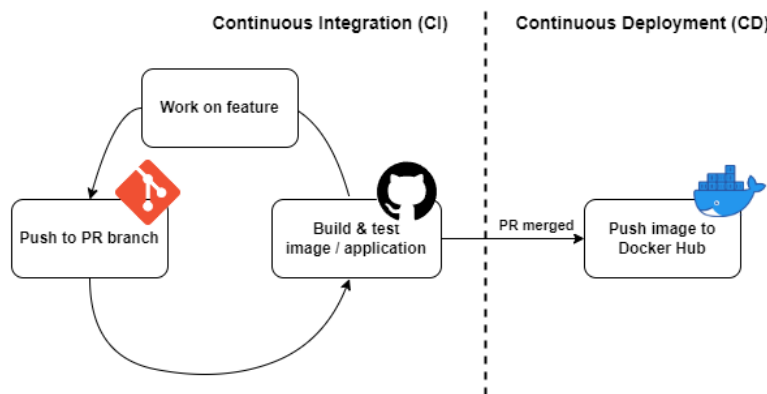 Continuous Integration (CI)
Continuous Deployment (CD)
Work on feature
Push to PR branch
Build & test
image / application
PR merged
Push image to
Docker Hub